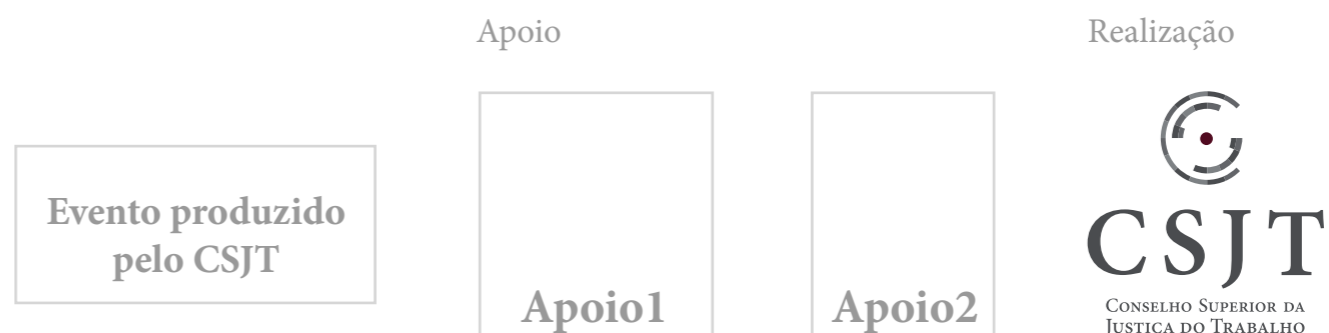 Apoio
Realização
Evento produzido
pelo CSJT
Apoio1
Apoio2
CSJT
Conselho Superior da
Justiça do Trabalho